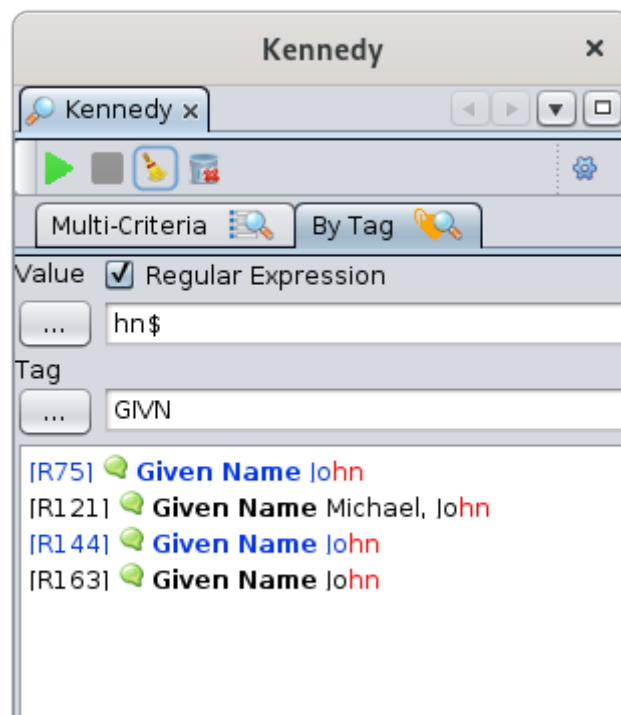 Kennedy
Kennedy
Multi-Criteria By Tag
Value Regular Expression
... hn$
Tag
... GIVN
[R75] Given Name John
[R121] Given Name Michael, John
[R144] Given Name John
[R163] Given Name John